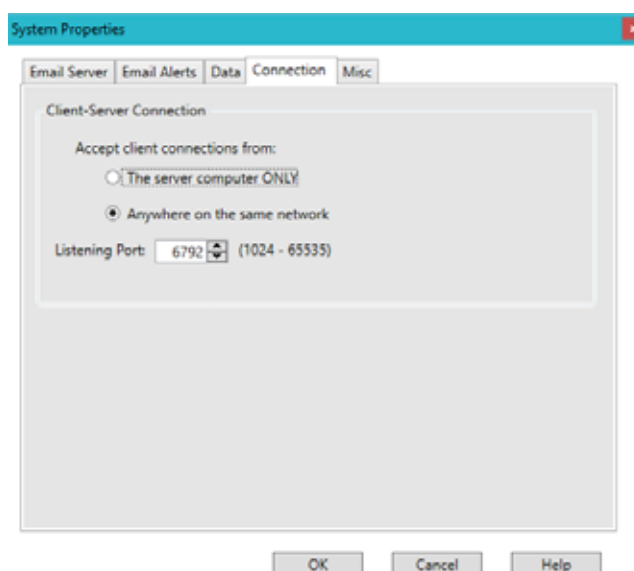 System Properties
Email Server Email Alerts Data Connection Misc
Client-Server Connection
Accept client connections from:
The server computer ONLY
Anywhere on the same network
Listening Port: 6792 (1024 - 65535)
OK Cancel Help